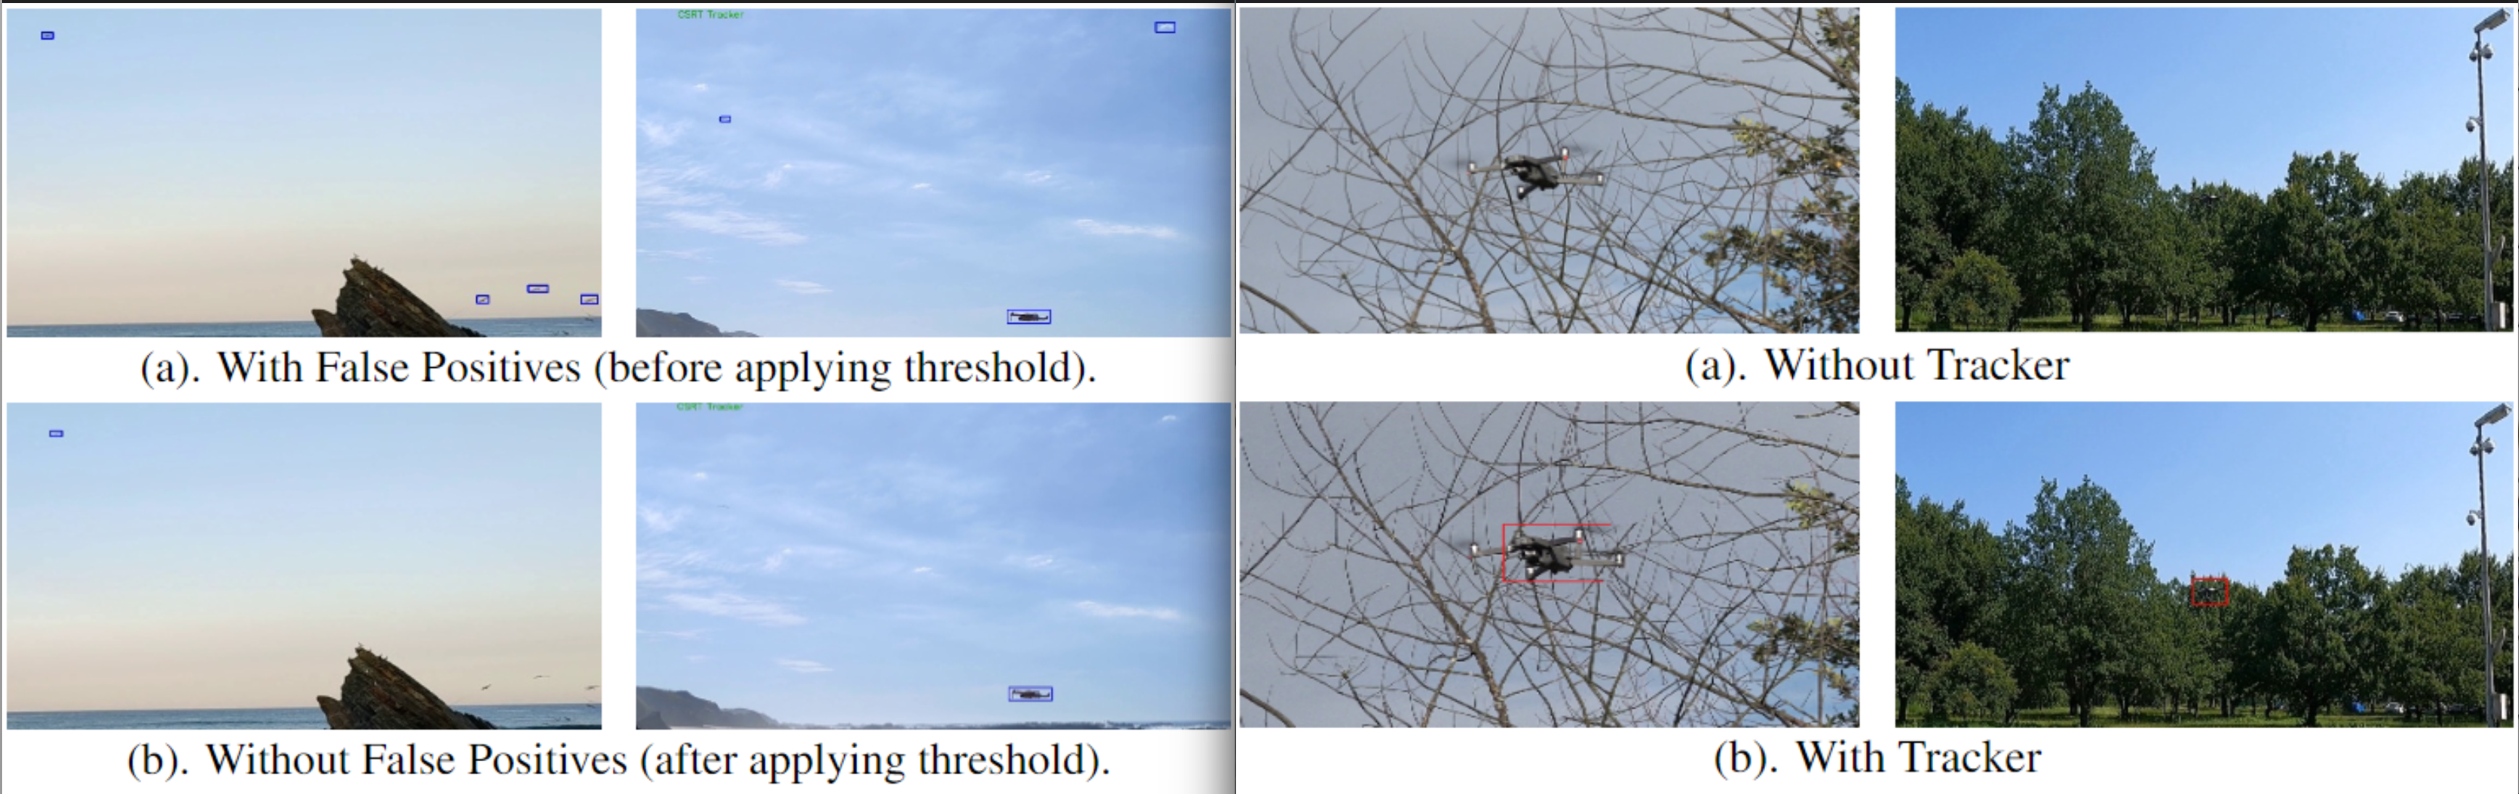 CSRT Tracker
(a). With False Positives (before applying threshold).
CSRT Tracker
(b). Without False Positives (after applying threshold).
(a). Without Tracker
(b). With Tracker